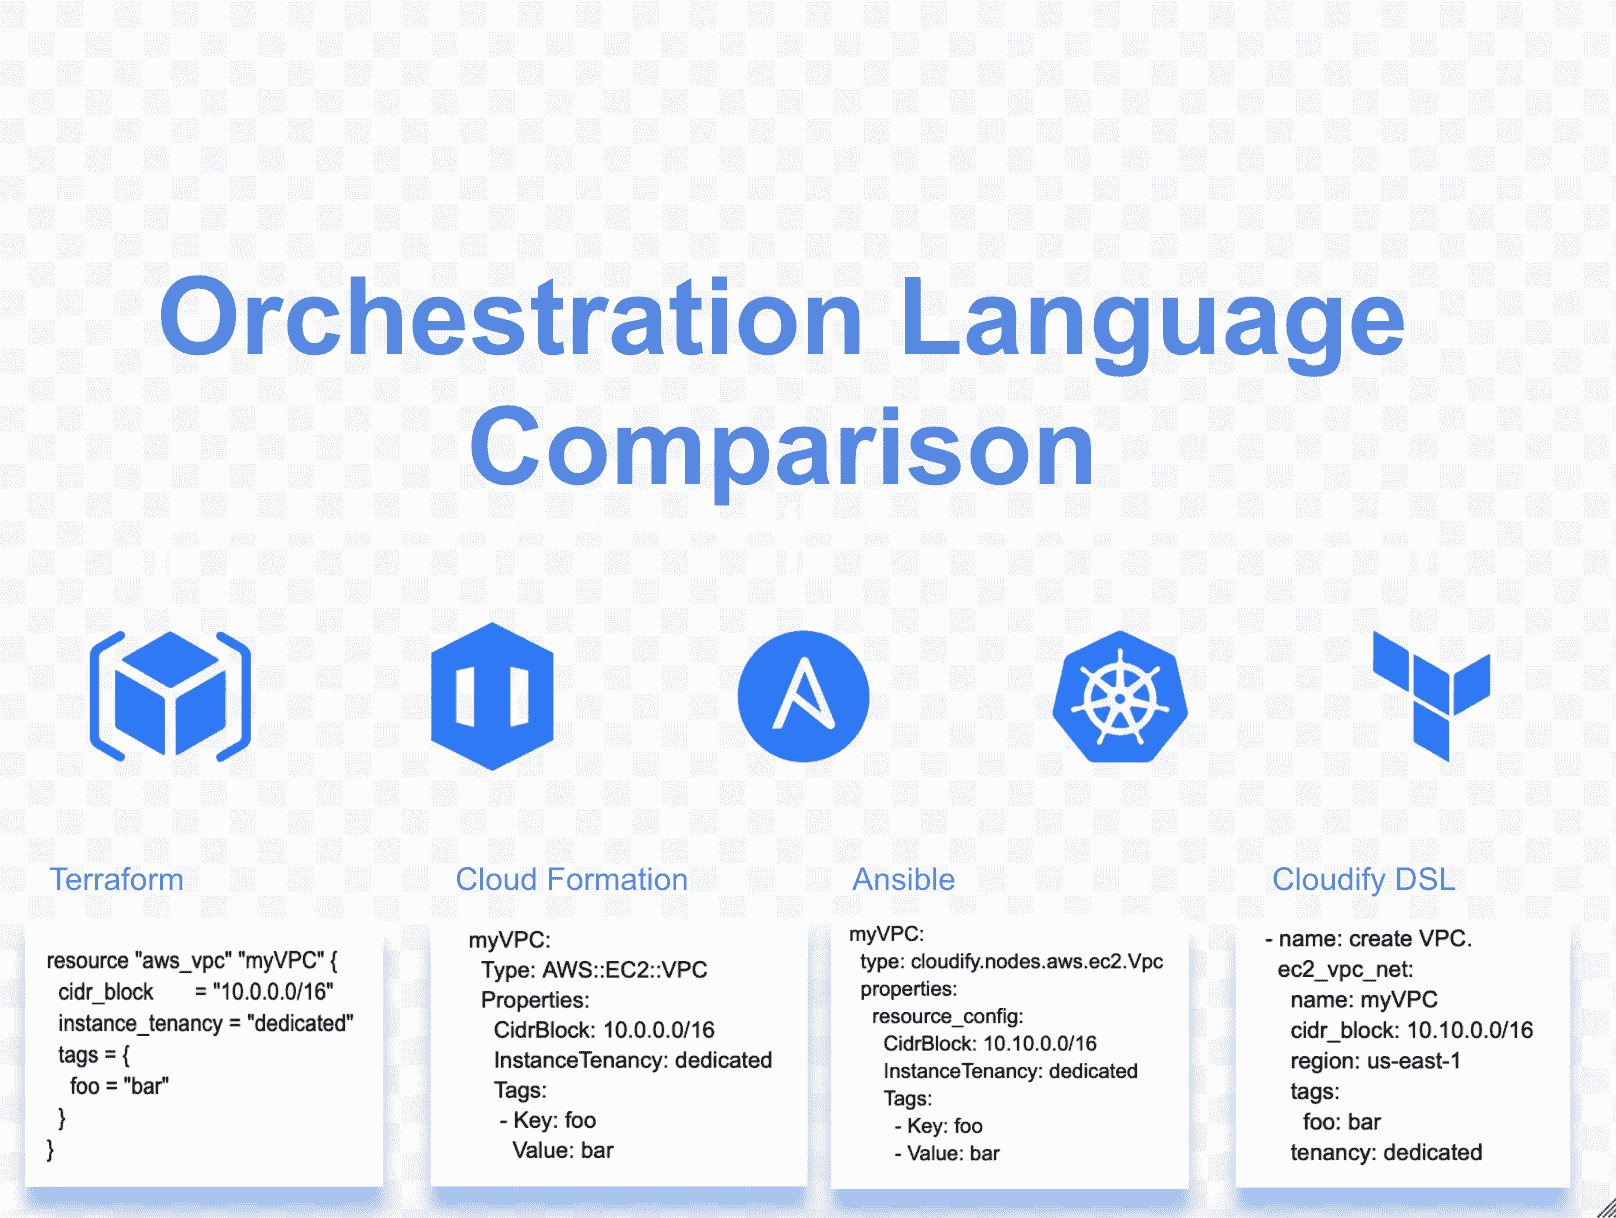 Orchestration Language
Comparison
Terraform
resource "aws_vpc" "myVPC" {
  cidr_block       = "10.0.0.0/16"
  instance_tenancy = "dedicated"
  tags = {
    foo = "bar"
  }
}
Cloud Formation
myVPC:
  Type: AWS::EC2::VPC
  Properties:
    CidrBlock: 10.0.0.0/16
    InstanceTenancy: dedicated
    Tags:
     - Key: foo
       Value: bar
Ansible
myVPC:
  type: cloudify.nodes.aws.ec2.Vpc
  properties:
    resource_config:
      CidrBlock: 10.10.0.0/16
      InstanceTenancy: dedicated
      Tags:
        - Key: foo
        - Value: bar
Cloudify DSL
- name: create VPC.
  ec2_vpc_net:
    name: myVPC
    cidr_block: 10.10.0.0/16
    region: us-east-1
    tags:
      foo: bar
    tenancy: dedicated